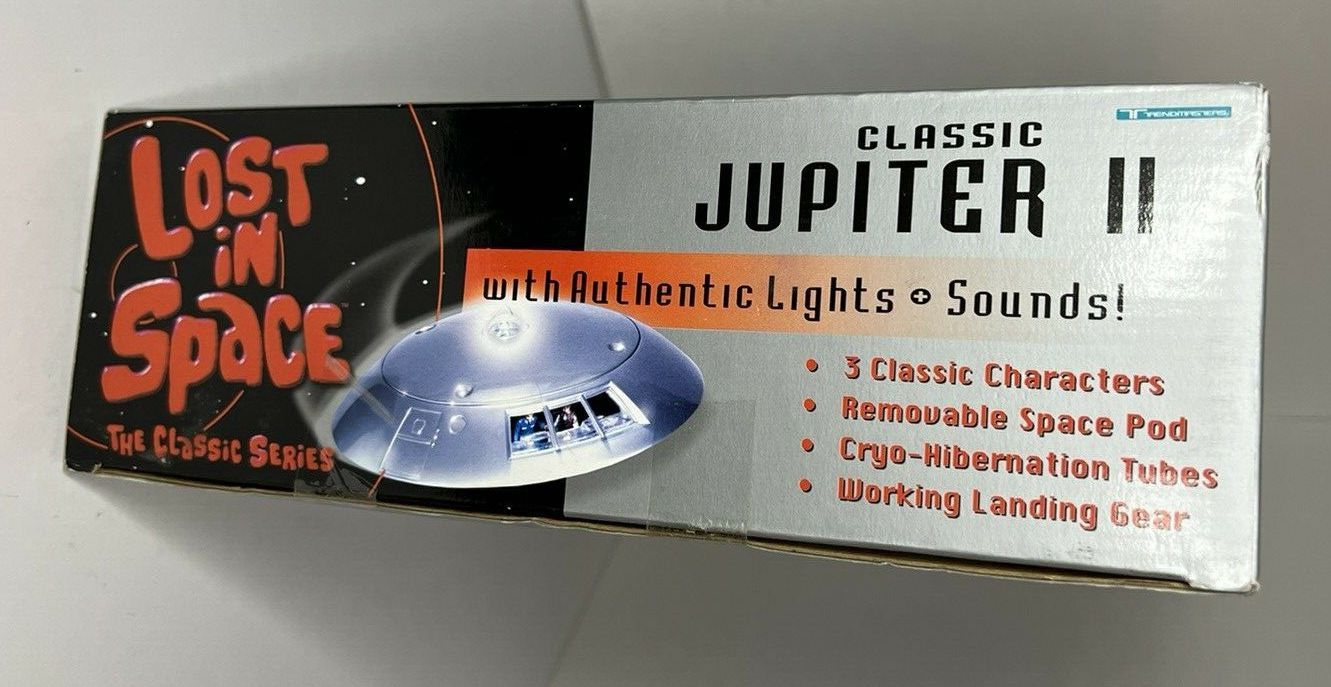 LOST
iN
SpaCE
™
THE ClaSSiC SERiES
TRENDMASTERS
CLASSIC
JUPITER II
with Authentic Lights + Sounds!
• 3 Classic Characters
• Removable Space Pod
• Cryo-Hibernation Tubes
• Working Landing Gear